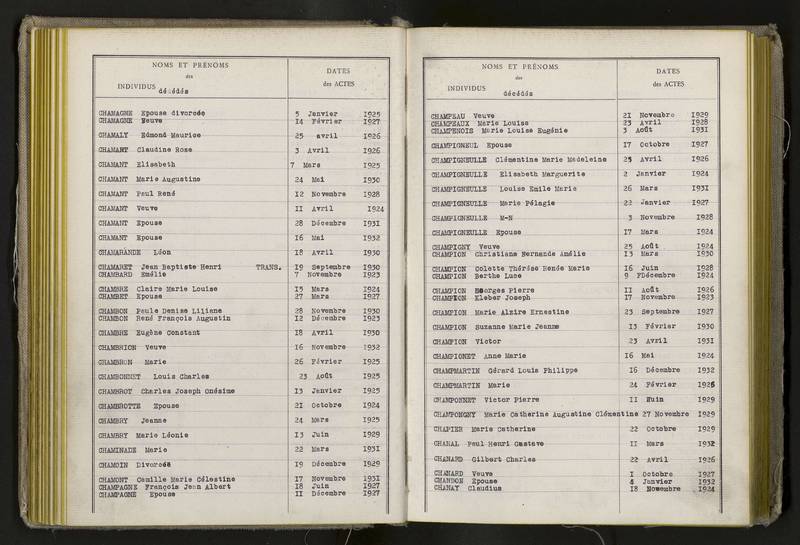 NOMS ET PRÉNOMS
des
INDIVIDUS décédés
DATES
des ACTES
CHAMAGNE Epouse divorcée 5 Janvier 1925
CHAMAGNE Veuve 14 Février 1927
CHAMALY Edmond Maurice 25 avril 1926
CHAMANT Claudine Rose 3 Avril 1926
CHAMANT Elisabeth 7 Mars 1925
CHAMANT Marie Augustine 24 Mai 1930
CHAMANT Paul René 12 Novembre 1928
CHAMANT Veuve 11 Avril 1924
CHAMANT Epouse 28 Décembre 1931
CHAMANT Epouse 16 Mai 1932
CHAMARANDE Léon 18 Avril 1930
CHAMARET Jean Baptiste Henri TRANS. 19 Septembre 1930
CHAMBARD Emélie 7 Novembre 1923
CHAMBRE Claire Marie Louise 15 Mars 1924
CHAMBET Epouse 27 Mars 1927
CHAMBON Paule Denise Liliane 28 Novembre 1930
CHAMBON René François Augustin 12 Décembre 1923
CHAMBRE Eugène Constant 18 Avril 1930
CHAMBRION Veuve 16 Novembre 1932
CHAMBRON Marie 26 Février 1925
CHAMBONNET Louis Charles 23 Août 1925
CHAMBROT Charles Joseph Onésime 13 Janvier 1925
CHAMBROTTE Epouse 21 Octobre 1924
CHAMBRY Jeanne 24 Mars 1925
CHAMBRY Marie Léonie 13 Juin 1929
CHAMINADE Marie 22 Mars 1931
CHAMOIN Divorcée 19 Décembre 1929
CHAMONT Camille Marie Célestine 17 Novembre 1931
CHAMPAGNE François Jean Albert 18 Juin 1927
CHAMPAGNE Epouse 11 Décembre 1927
NOMS ET PRÉNOMS
des
INDIVIDUS décédés
DATES
des ACTES
CHAMPEAU Veuve 21 Novembre 1929
CHAMPEAUX Marie Louise 23 Avril 1928
CHAMPENOIS Marie Louise Eugénie 3 Août 1931
CHAMPIGNEUL Epouse 17 Octobre 1927
CHAMPIGNEULLE Clémentine Marie Madeleine 25 Avril 1926
CHAMPIGNEULLE Elisabeth Marguerite 2 Janvier 1924
CHAMPIGNEULLE Louise Emile Marie 26 Mars 1931
CHAMPIGNEULLE Marie Pélagie 22 Janvier 1927
CHAMPIGNEULLE M-N 3 Novembre 1928
CHAMPIGNEULLE Epouse 17 Mars 1924
CHAMPIGNY Veuve 25 Août 1924
CHAMPION Christiane Fernande Amélie 13 Mars 1930
CHAMPION Colette Thérèse Renée Marie 16 Juin 1928
CHAMPION Berthe Luce 9 Décembre 1924
CHAMPION Georges Pierre 11 Août 1926
CHAMPION Kleber Joseph 17 Novembre 1923
CHAMPION Marie Alzire Ernestine 23 Septembre 1927
CHAMPION Suzanne Marie Jeanne 13 Février 1930
CHAMPION Victor 23 Avril 1931
CHAMPIONET Anne Marie 16 Mai 1924
CHAMPMARTIN Gérard Louis Philippe 16 Décembre 1932
CHAMPMARTIN Marie 24 Février 1926
CHAMPONNET Victor Pierre 11 Juin 1929
CHAMPONGNY Marie Catherine Augustine Clémentine 27 Novembre 1929
CHAPIER Marie Catherine 22 Octobre 1929
CHANAL Paul Henri Gustave 11 Mars 1932
CHANARD Gilbert Charles 22 Avril 1926
CHANARD Veuve 1 Octobre 1927
CHANDON Epouse 4 Janvier 1932
CHANAY Claudius 18 Novembre 1924